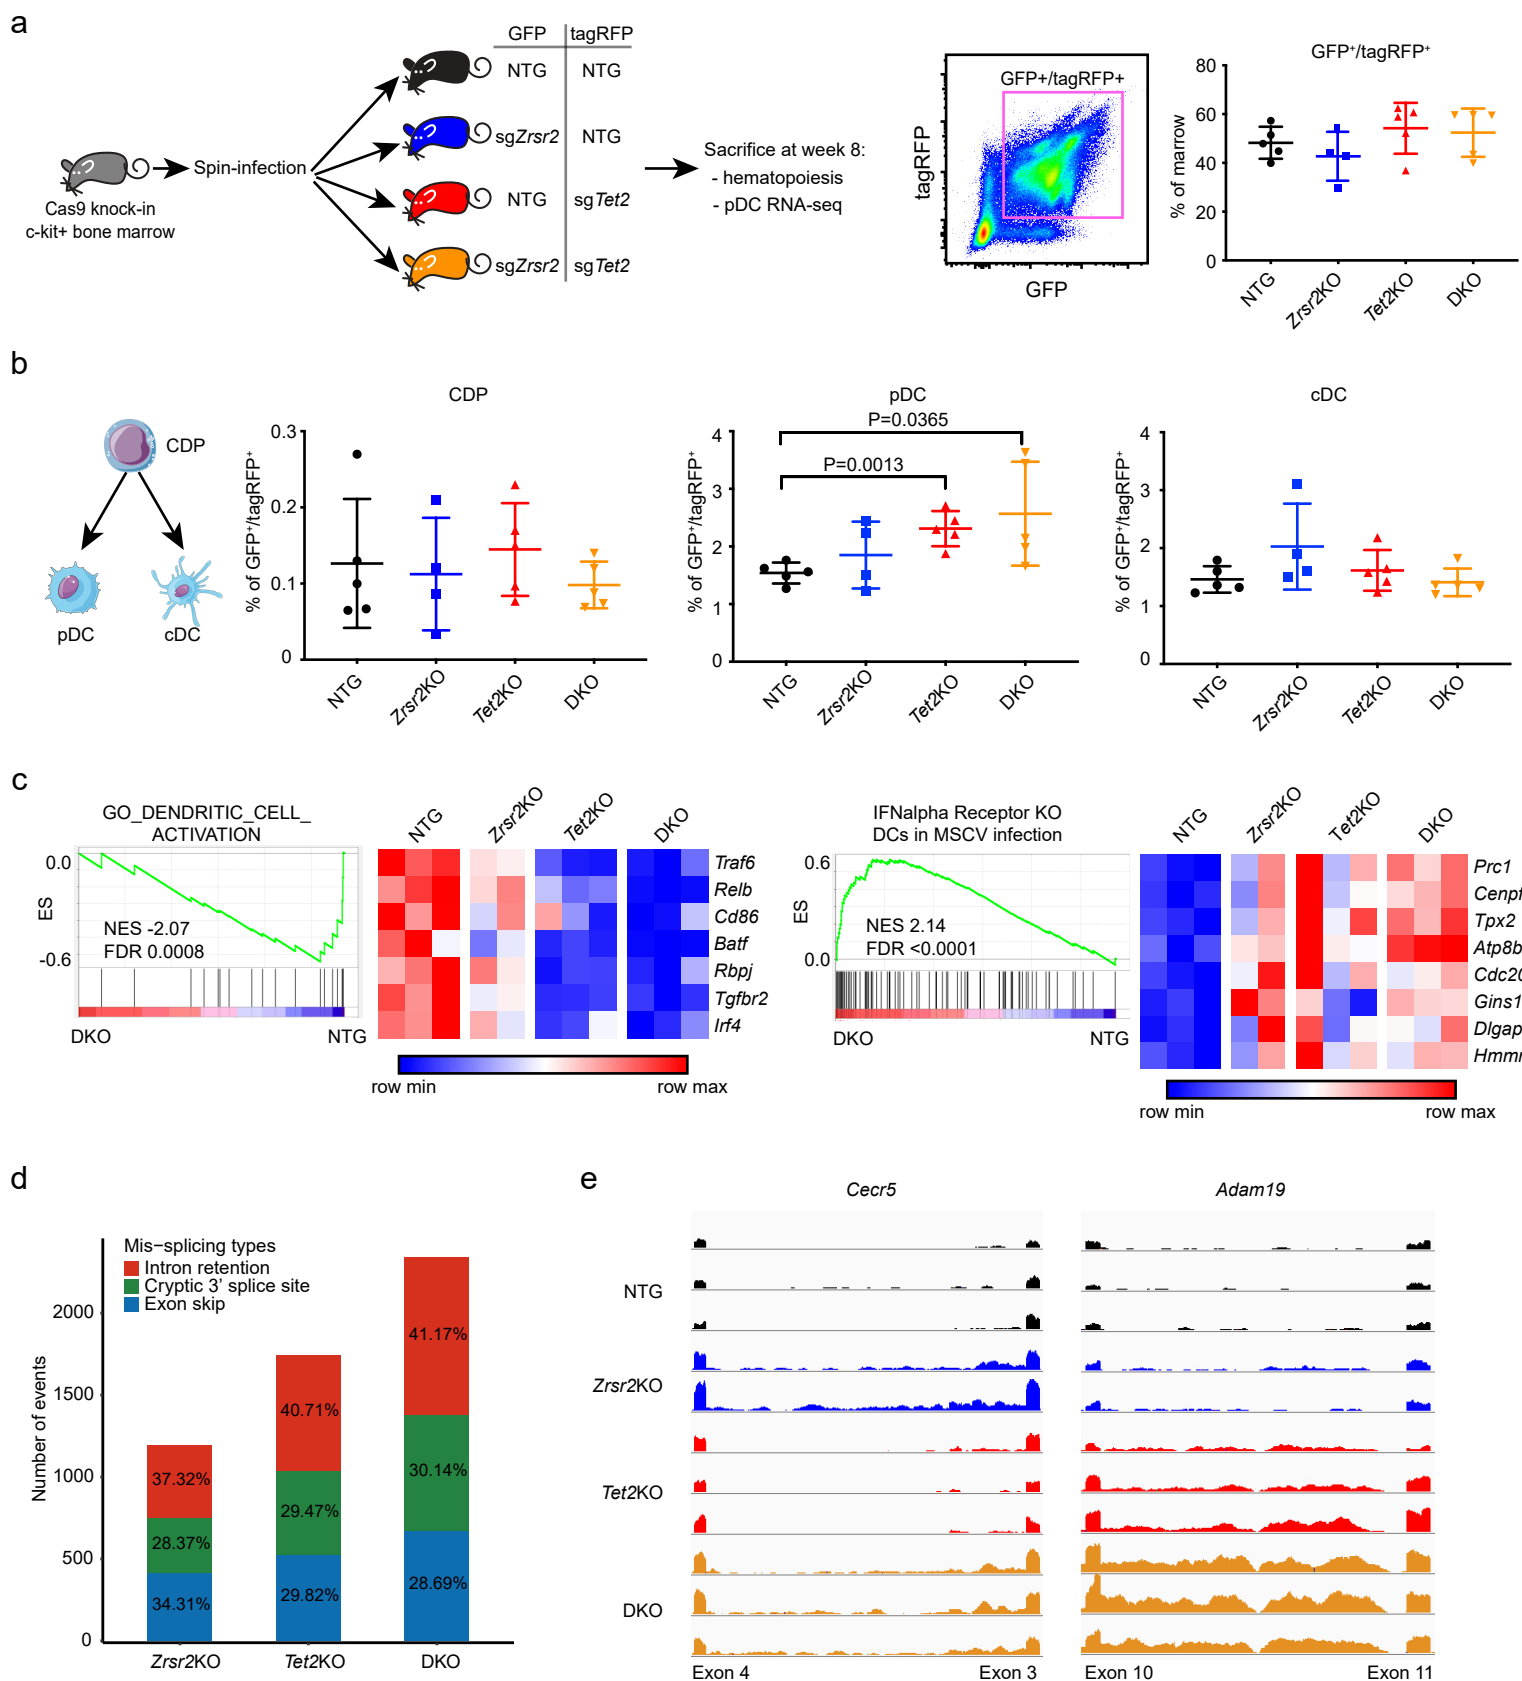 a
GFP tagRFP
NTG NTG
sgZrsr2 NTG
NTG sgTet2
sgZrsr2 sgTet2
Cas9 knock-in
c-kit+ bone marrow
Spin-infection
Sacrifice at week 8:
- hematopoiesis
- pDC RNA-seq
GFP+/tagRFP+
tagRFP
GFP
GFP⁺/tagRFP⁺
% of marrow
80
60
40
20
0
NTG Zrsr2KO Tet2KO DKO
b
CDP
pDC cDC
CDP
% of GFP⁺/tagRFP⁺
0.3
0.2
0.1
0
NTG Zrsr2KO Tet2KO DKO
pDC
P=0.0365
P=0.0013
% of GFP⁺/tagRFP⁺
4
3
2
1
0
NTG Zrsr2KO Tet2KO DKO
cDC
% of GFP⁺/tagRFP⁺
4
3
2
1
0
NTG Zrsr2KO Tet2KO DKO
c
GO_DENDRITIC_CELL_
ACTIVATION
0.0
ES
-0.6
NES -2.07
FDR 0.0008
DKO NTG
NTG Zrsr2KO Tet2KO DKO
Traf6
Relb
Cd86
Batf
Rbpj
Tgfbr2
Irf4
row min row max
IFNalpha Receptor KO
DCs in MSCV infection
0.6
ES
0.0
NES 2.14
FDR <0.0001
DKO NTG
NTG Zrsr2KO Tet2KO DKO
Prc1
Cenpf
Tpx2
Atp8b
Cdc20
Gins1
Dlgap
Hmmr
row min row max
d
Mis−splicing types
Intron retention
Cryptic 3' splice site
Exon skip
Number of events
2000
1500
1000
500
0
37.32%
28.37%
34.31%
40.71%
29.47%
29.82%
41.17%
30.14%
28.69%
Zrsr2KO Tet2KO DKO
e
Cecr5 Adam19
NTG
Zrsr2KO
Tet2KO
DKO
Exon 4 Exon 3 Exon 10 Exon 11